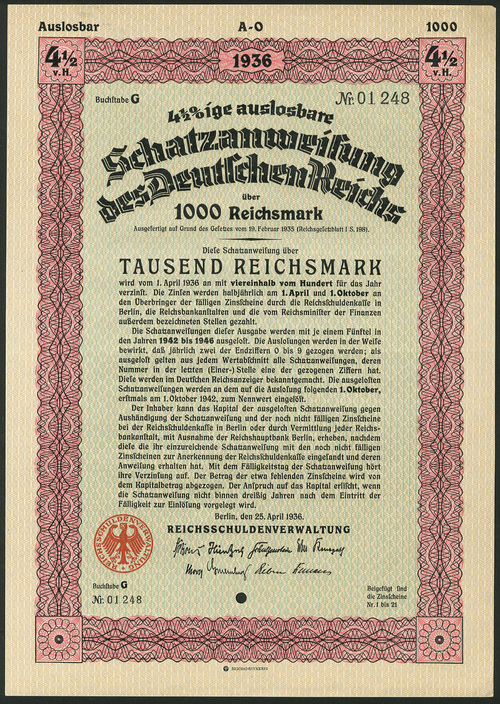 Auslosbar A-O 1000
4½ v.H. 1936 4½ v.H.
Buchstabe G № 01248
4½%ige auslosbare
Schatzanweisung
des Deutschen Reichs
über
1000 Reichsmark
Ausgefertigt auf Grund des Gesetzes vom 19. Februar 1935 (Reichsgesetzblatt I S. 198).
Diese Schatzanweisung über
TAUSEND REICHSMARK
wird vom 1. April 1936 an mit viereinhalb vom Hundert für das Jahr
verzinst. Die Zinsen werden halbjährlich am 1. April und 1. Oktober an
den Überbringer der fälligen Zinsscheine durch die Reichsschuldenkasse in
Berlin, die Reichsbankanstalten und die vom Reichsminister der Finanzen
außerdem bezeichneten Stellen gezahlt.
Die Schatzanweisungen dieser Ausgabe werden mit je einem Fünftel in
den Jahren 1942 bis 1946 ausgelost. Die Auslosungen werden in der Weise
bewirkt, daß jährlich zwei der Endziffern 0 bis 9 gezogen werden; als
ausgelost gelten aus jedem Wertabschnitt alle Schatzanweisungen, deren
Nummer in der letzten (Einer-) Stelle eine der gezogenen Ziffern hat.
Diese werden im Deutschen Reichsanzeiger bekanntgemacht. Die ausgelosten
Schatzanweisungen werden an dem auf die Auslosung folgenden 1. Oktober,
erstmals am 1. Oktober 1942, zum Nennwert eingelöst.
Der Inhaber kann das Kapital der ausgelosten Schatzanweisung gegen
Aushändigung der Schatzanweisung und der noch nicht fälligen Zinsscheine
bei der Reichsschuldenkasse in Berlin oder durch Vermittlung jeder Reichs-
bankanstalt, mit Ausnahme der Reichshauptbank Berlin, erheben, nachdem
diese die ihr einzureichende Schatzanweisung mit den noch nicht fälligen
Zinsscheinen zur Anerkennung der Reichsschuldenkasse eingesandt und deren
Anweisung erhalten hat. Mit dem Fälligkeitstag der Schatzanweisung hört
ihre Verzinsung auf. Der Betrag der etwa fehlenden Zinsscheine wird von
dem Kapitalbetrag abgezogen. Der Anspruch auf das Kapital erlischt, wenn
die Schatzanweisung nicht binnen dreißig Jahren nach dem Eintritt der
Fälligkeit zur Einlösung vorgelegt wird.
Berlin, den 25. April 1936.
REICHSSCHULDENVERWALTUNG
Buchstabe G
№ 01248
Beigefügt sind
die Zinsscheine
Nr. 1 bis 21
REICHSDRUCKEREI